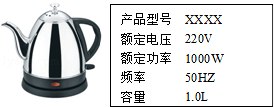 产品型号 XXXX
额定电压 220V
额定功率 1000W
频率 50HZ
容量 1.0L